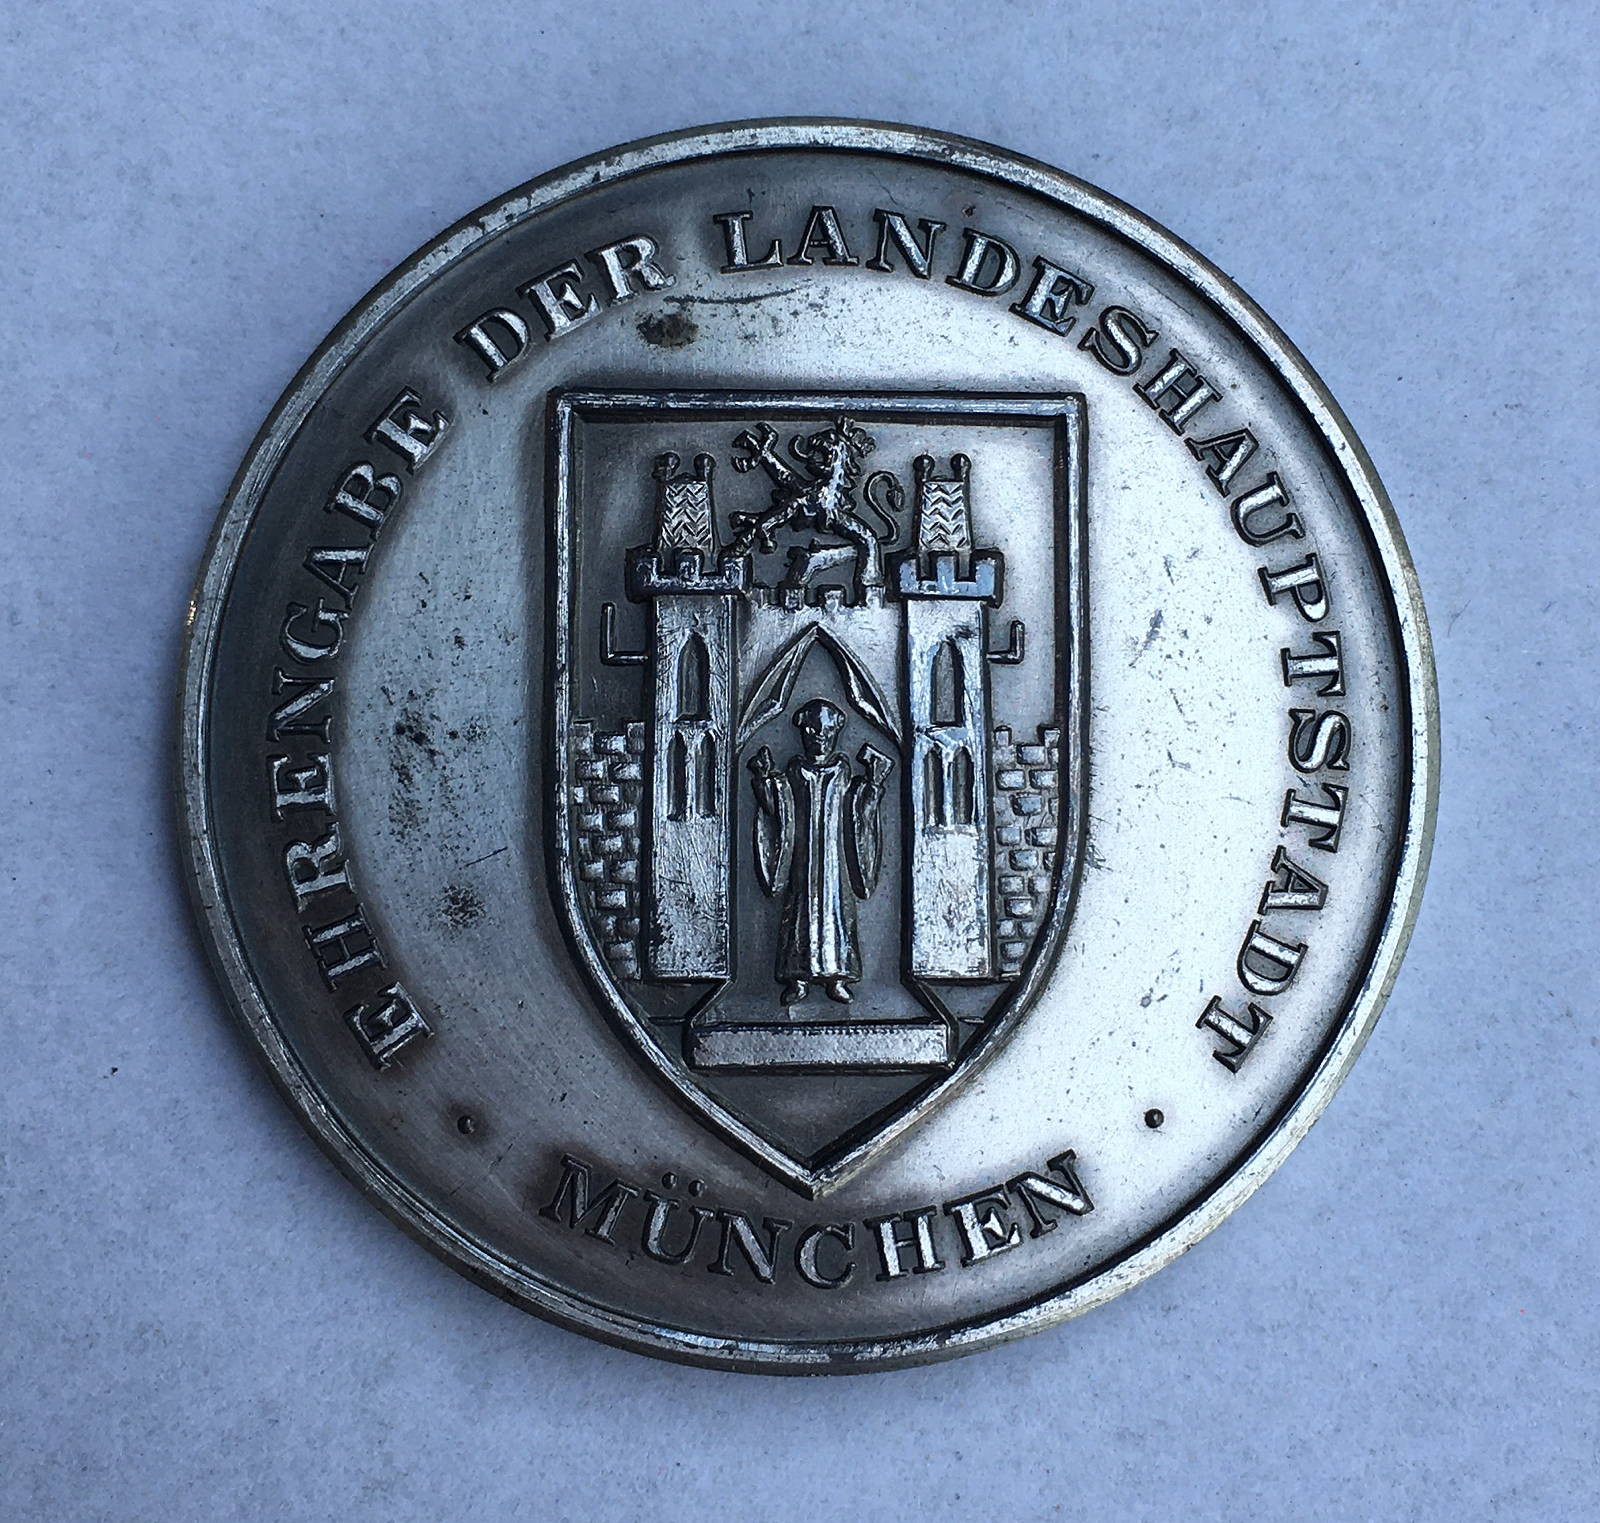 EHRENGABE DER LANDESHAUPTSTADT
· MÜNCHEN ·